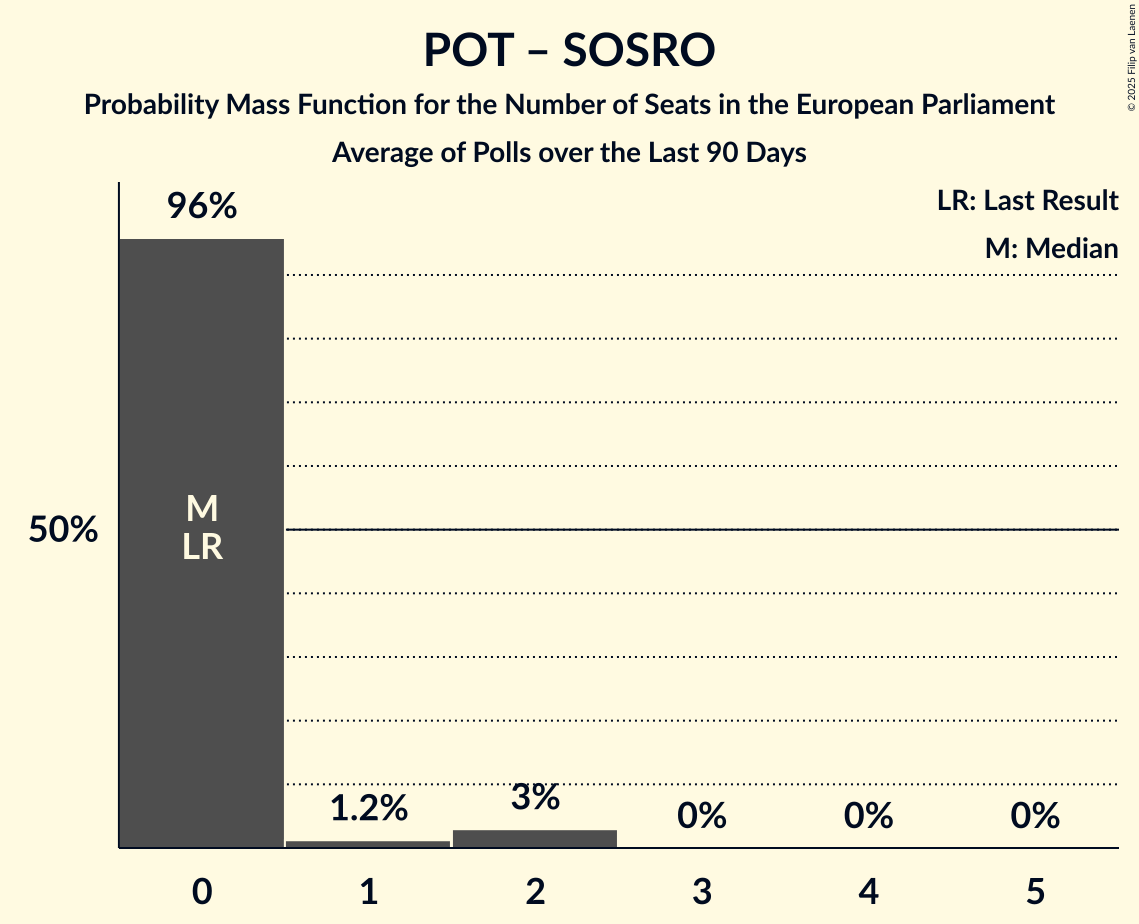 POT – SOSRO
Probability Mass Function for the Number of Seats in the European Parliament
Average of Polls over the Last 90 Days
© 2025 Filip van Laenen
LR: Last Result
M: Median
96%
M
LR
50%
1.2%
3%
0%
0%
0%
0
1
2
3
4
5